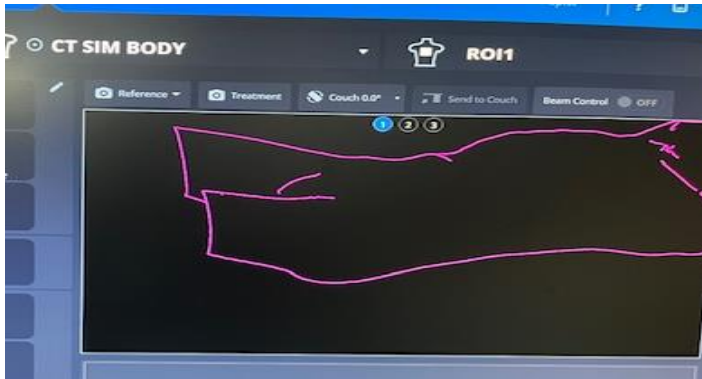 ?
CT SIM BODY
ROI1
Reference
Treatment
Couch 0.0°
Send to Couch
Beam Control
OFF
1 2 3